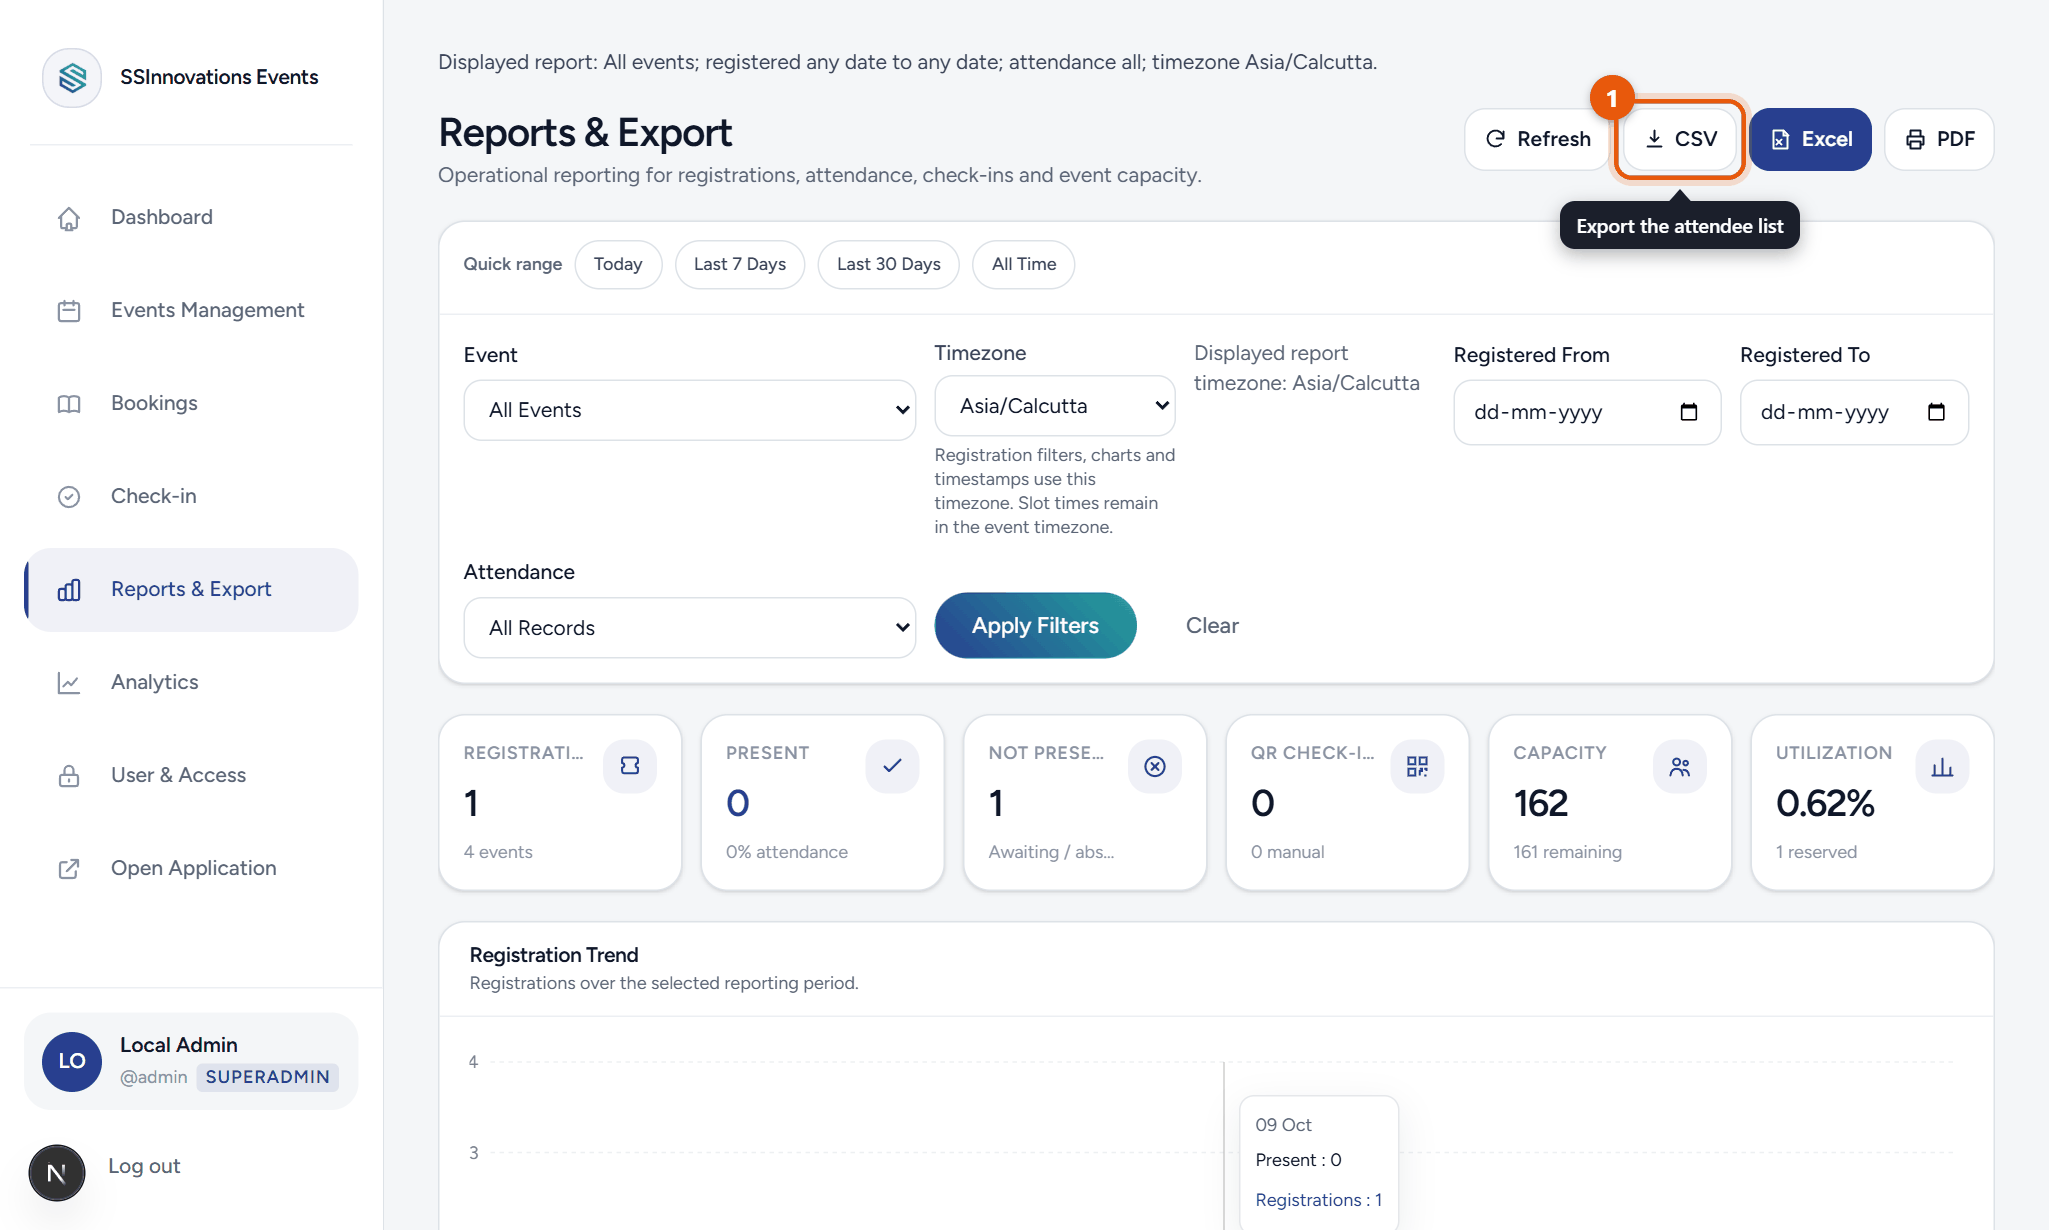 SSInnovations Events
Dashboard
Events Management
Bookings
Check-in
Reports & Export
Analytics
User & Access
Open Application
LO
Local Admin
@admin SUPERADMIN
N
Log out
Displayed report: All events; registered any date to any date; attendance all; timezone Asia/Calcutta.
Reports & Export
Operational reporting for registrations, attendance, check-ins and event capacity.
Refresh
1
CSV
Excel
PDF
Export the attendee list
Quick range
Today
Last 7 Days
Last 30 Days
All Time
Event
All Events
Timezone
Asia/Calcutta
Registration filters, charts and
timestamps use this
timezone. Slot times remain
in the event timezone.
Displayed report
timezone: Asia/Calcutta
Registered From
dd-mm-yyyy
Registered To
dd-mm-yyyy
Attendance
All Records
Apply Filters
Clear
REGISTRATI...
1
4 events
PRESENT
0
0% attendance
NOT PRESE...
1
Awaiting / abs...
QR CHECK-I...
0
0 manual
CAPACITY
162
161 remaining
UTILIZATION
0.62%
1 reserved
Registration Trend
Registrations over the selected reporting period.
4
3
09 Oct
Present : 0
Registrations : 1